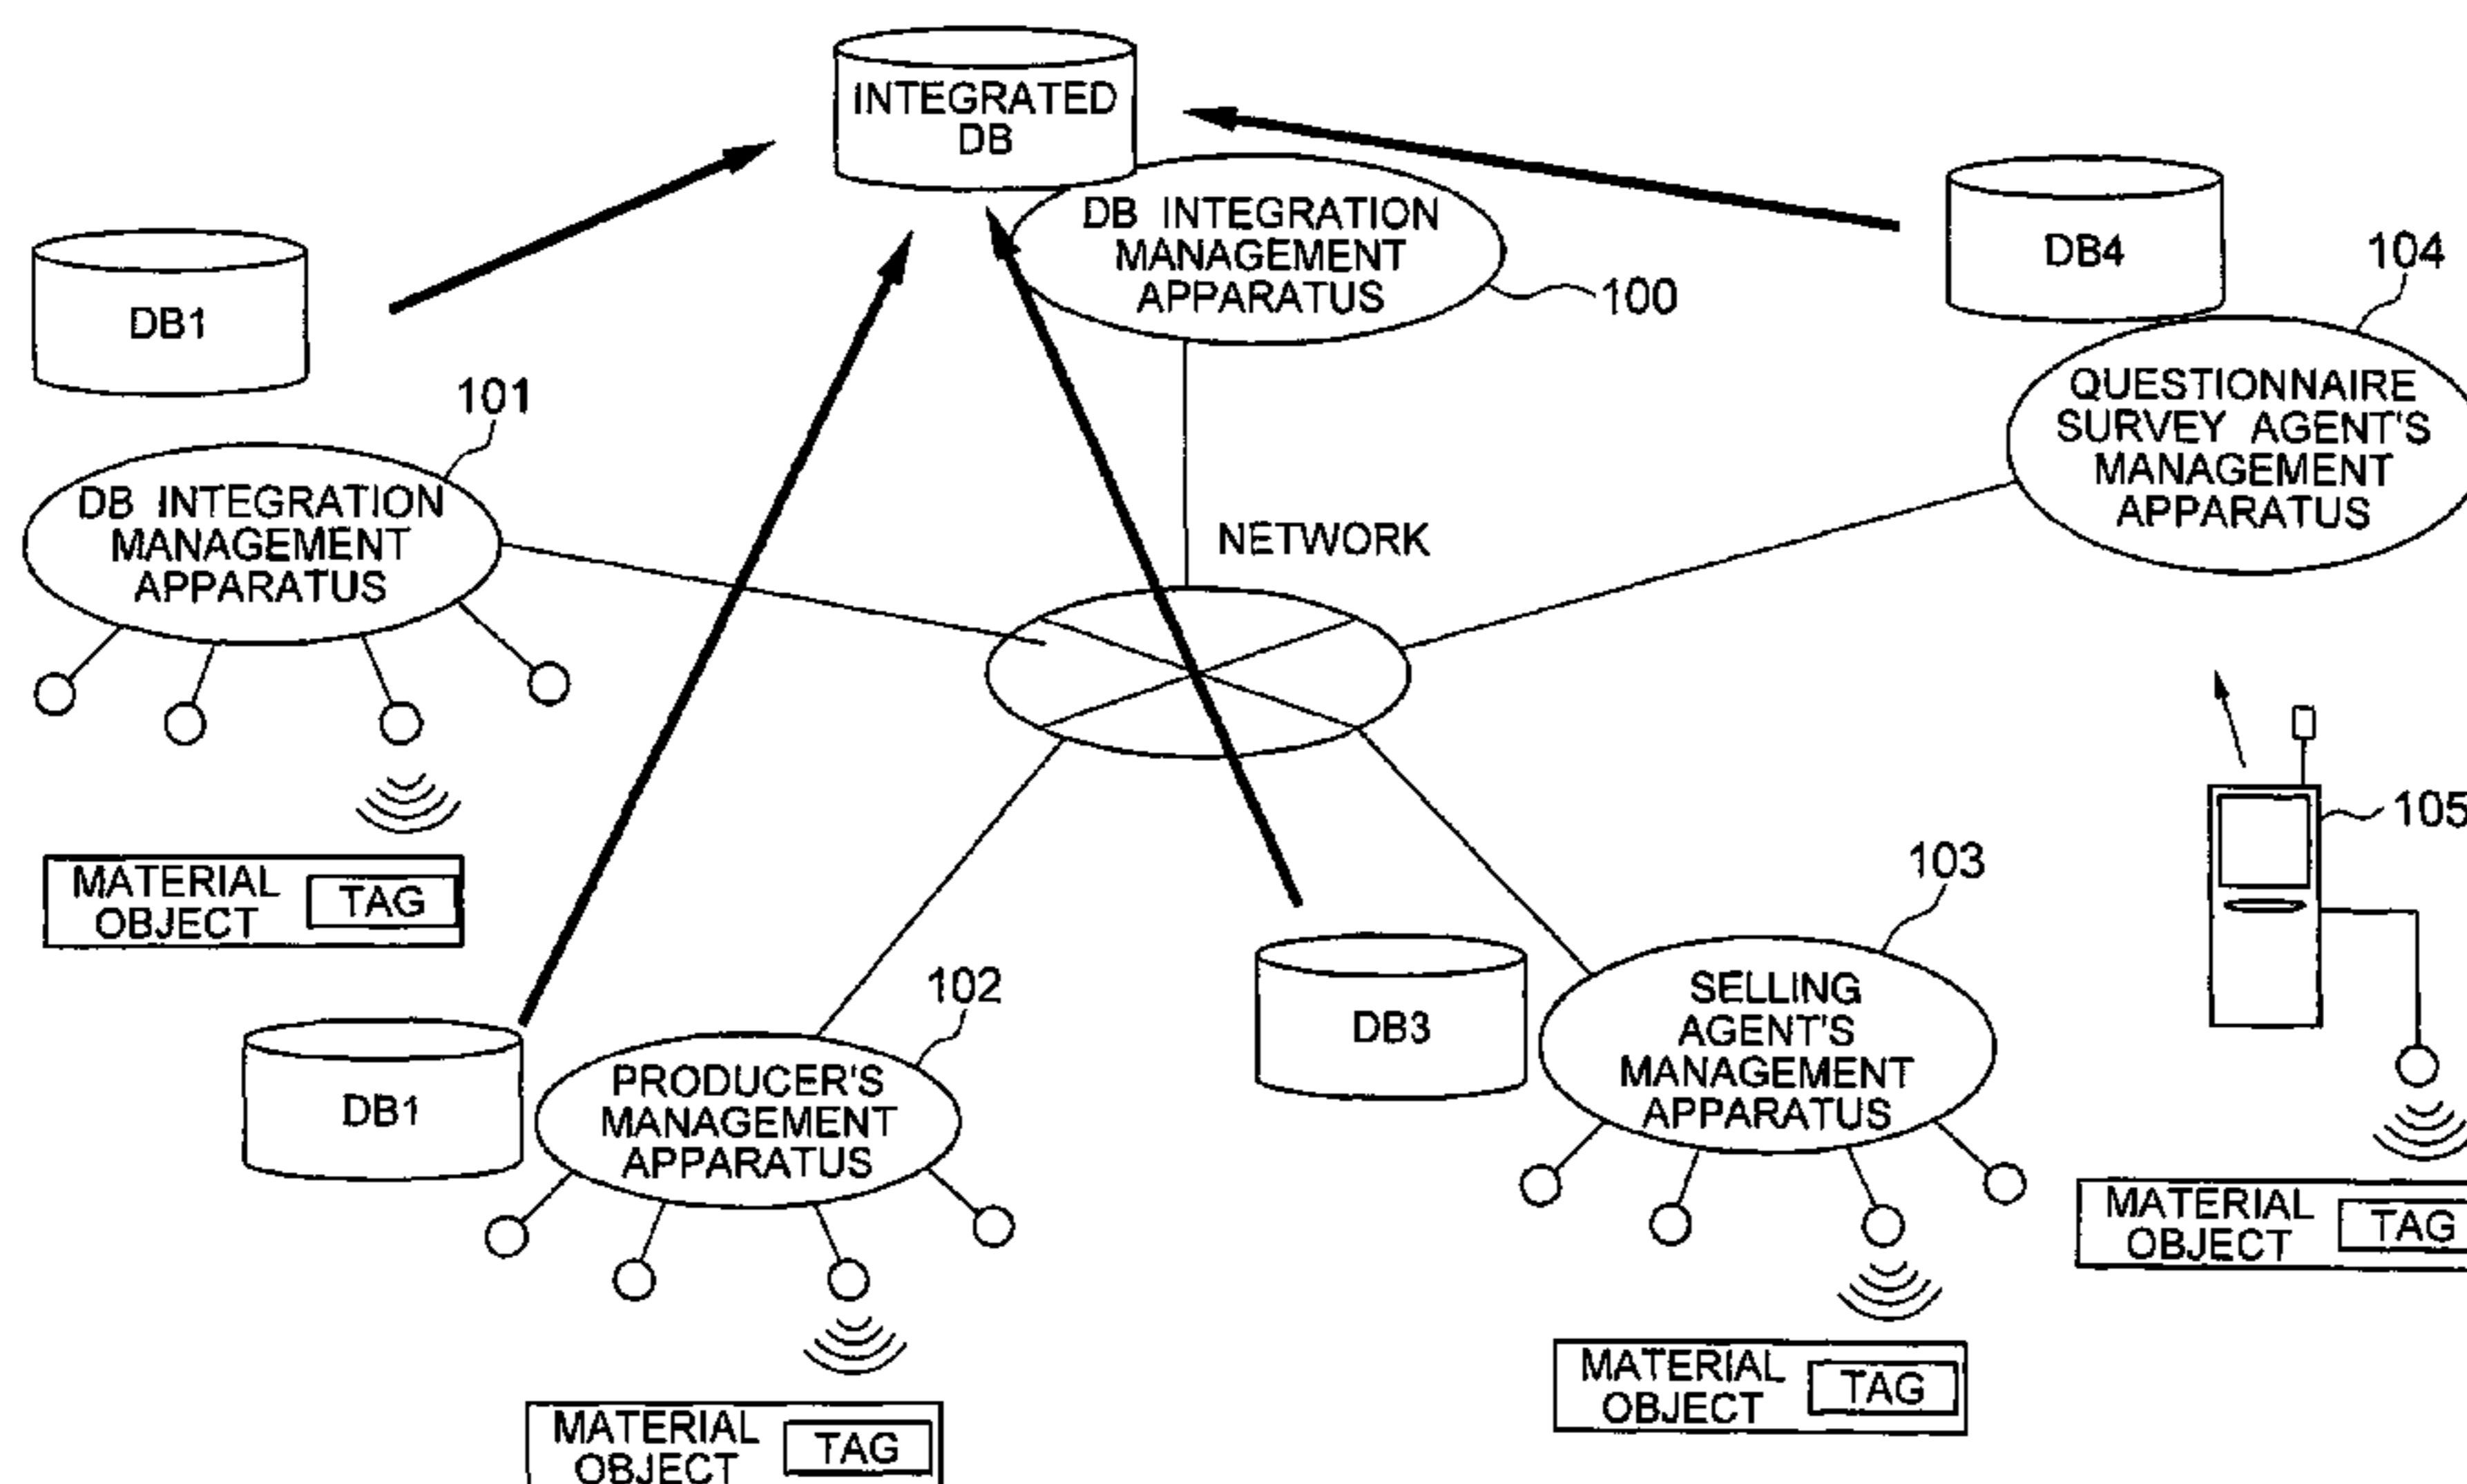 INTEGRATED
DB
DB INTEGRATION
MANAGEMENT
APPARATUS
100
DB1
101
DB INTEGRATION
MANAGEMENT
APPARATUS
DB4
104
QUESTIONNAIRE
SURVEY AGENT'S
MANAGEMENT
APPARATUS
NETWORK
105
MATERIAL
OBJECT
TAG
102
DB1
PRODUCER'S
MANAGEMENT
APPARATUS
MATERIAL
OBJECT
TAG
103
DB3
SELLING
AGENT'S
MANAGEMENT
APPARATUS
MATERIAL
OBJECT
TAG
MATERIAL
OBJECT
TAG